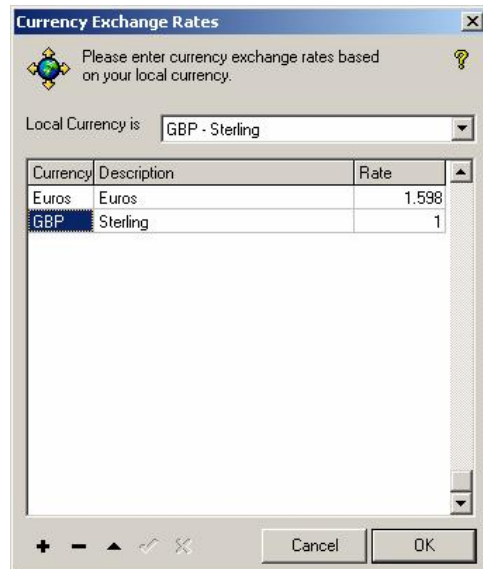 Currency Exchange Rates
Please enter currency exchange rates based
on your local currency.
Local Currency is GBP - Sterling
Currency Description Rate
Euros Euros 1.598
GBP Sterling 1
Cancel OK